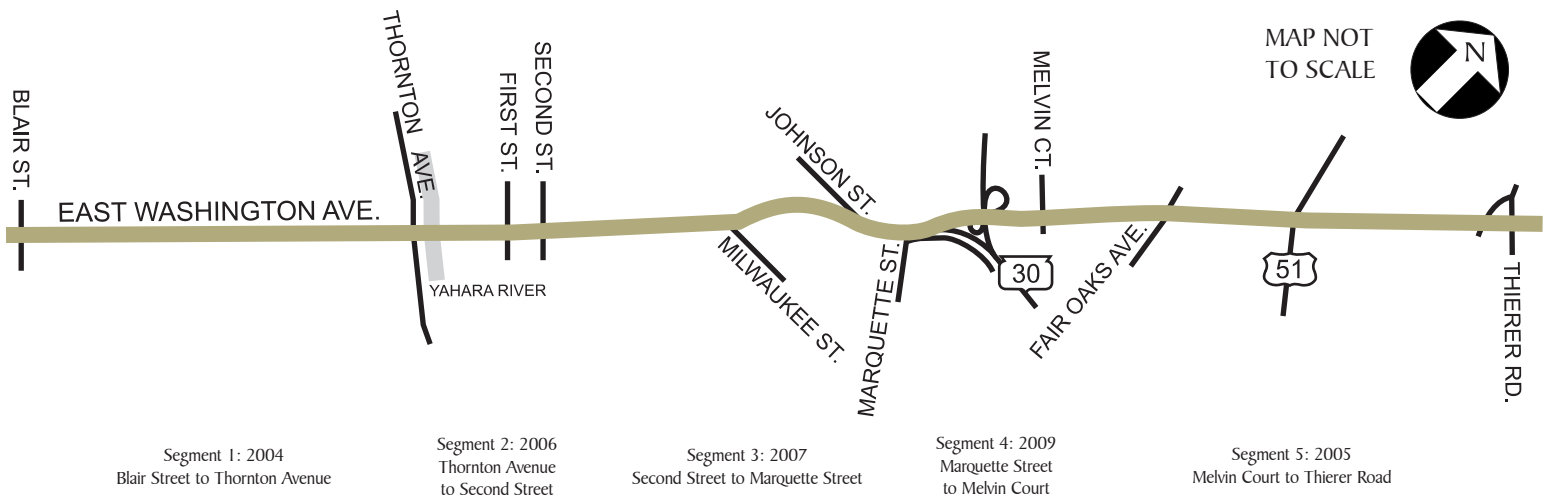 MAP NOT
TO SCALE
N
BLAIR ST.
EAST WASHINGTON AVE.
THORNTON AVE.
YAHARA RIVER
FIRST ST.
SECOND ST.
MILWAUKEE ST.
JOHNSON ST.
MARQUETTE ST.
30
MELVIN CT.
FAIR OAKS AVE.
51
THIERER RD.
Segment 1: 2004
Blair Street to Thornton Avenue
Segment 2: 2006
Thornton Avenue
to Second Street
Segment 3: 2007
Second Street to Marquette Street
Segment 4: 2009
Marquette Street
to Melvin Court
Segment 5: 2005
Melvin Court to Thierer Road